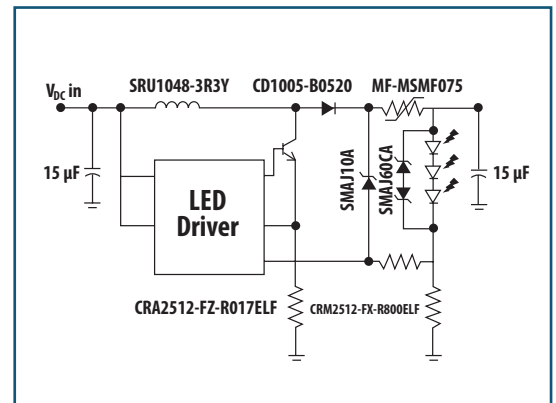 SRU1048-3R3Y
CD1005-B0520
MF-MSMF075
VDC in
15 µF
LED
Driver
SMAJ10A
SMAJ60CA
15 µF
CRA2512-FZ-R017ELF
CRM2512-FX-R800ELF